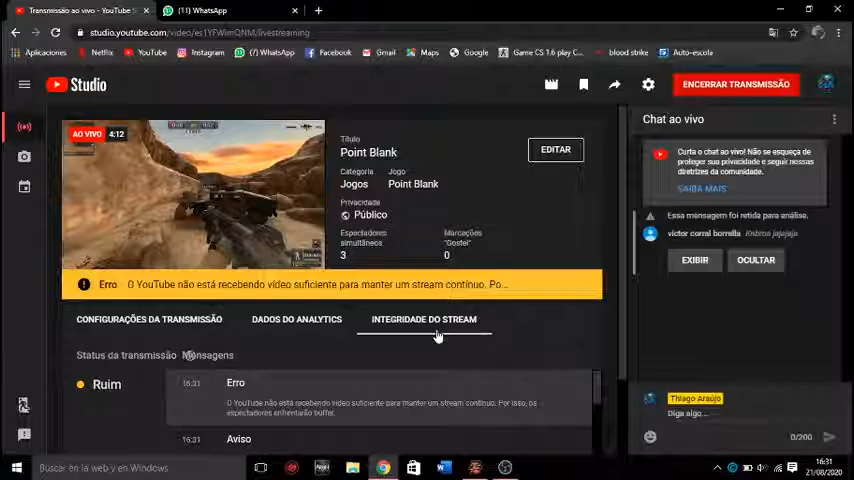 Transmissão ao vivo - YouTube S
(11) WhatsApp
studio.youtube.com/video/es1YFWimQNM/livestreaming
Aplicaciones
Netflix
YouTube
Instagram
(7) WhatsApp
Facebook
Gmail
Maps
Google
Game CS 1.6 play C...
blood strike
Auto-escola
Studio
ENCERRAR TRANSMISSÃO
AO VIVO 4:12
Título
Point Blank
EDITAR
Categoria Jogo
Jogos Point Blank
Privacidade
Público
Espectadores simultâneos
3
Marcações "Gostei"
0
Erro O YouTube não está recebendo vídeo suficiente para manter um stream contínuo. Po...
CONFIGURAÇÕES DA TRANSMISSÃO
DADOS DO ANALYTICS
INTEGRIDADE DO STREAM
Status da transmissão Mensagens
Ruim
16:31 Erro
O YouTube não está recebendo vídeo suficiente para manter um stream contínuo. Por isso, os
espectadores enfrentarão buffer.
16:31 Aviso
Chat ao vivo
Curta o chat ao vivo! Não se esqueça de
proteger sua privacidade e seguir nossas
diretrizes da comunidade.
SAIBA MAIS
Essa mensagem foi retida para análise.
victor corral borrella
EXIBIR
OCULTAR
Thiago Araújo
Diga algo...
0/200
Buscar en la web y en Windows
16:31
21/08/2020